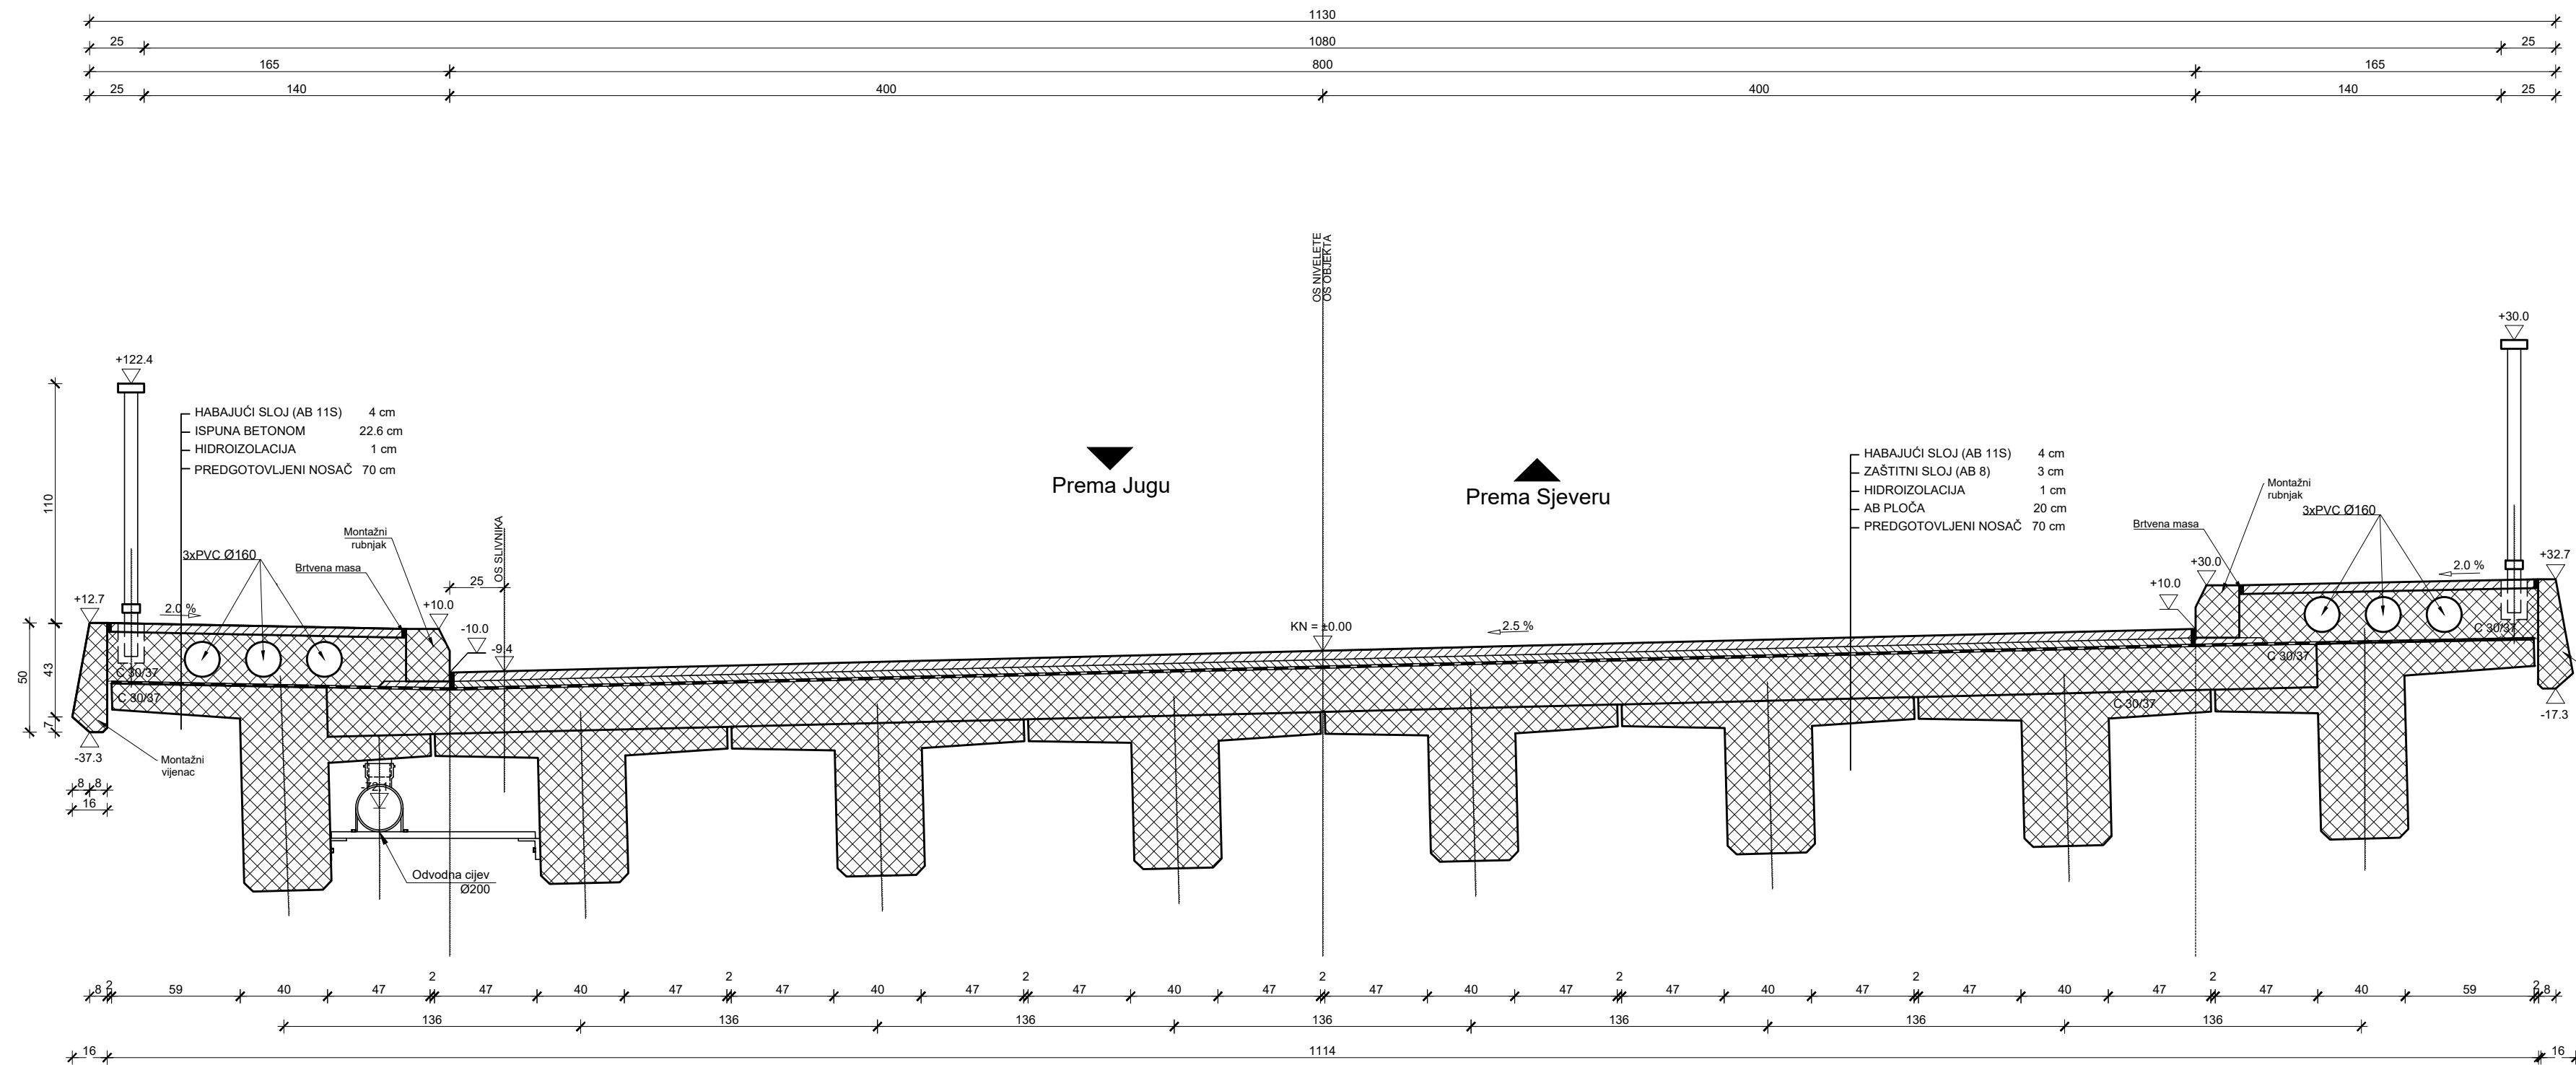 1130
25 1080 25
165 800 165
25 140 400 400 140 25
OS NIVELETE
OS OBJEKTA
+30.0
+122.4
HABAJUĆI SLOJ (AB 11S) 4 cm
ISPUNA BETONOM 22.6 cm
HIDROIZOLACIJA 1 cm
PREDGOTOVLJENI NOSAČ 70 cm
Prema Jugu
Prema Sjeveru
HABAJUĆI SLOJ (AB 11S) 4 cm
ZAŠTITNI SLOJ (AB 8) 3 cm
HIDROIZOLACIJA 1 cm
AB PLOČA 20 cm
PREDGOTOVLJENI NOSAČ 70 cm
Montažni
rubnjak
3xPVC Ø160
Brtvena masa
110
Montažni
rubnjak
OS SLIVNIKA
3xPVC Ø160
Brtvena masa
25
+30.0
+32.7
2.0 %
+10.0
+12.7
2.0 %
+10.0
-10.0
-9.4
KN = ±0.00
2.5 %
C 30/37
C 30/37
50
43
7
C 30/37
C 30/37
C 30/37
-17.3
-37.3
Montažni
vijenac
8 8
16
-72.1
Odvodna cijev
Ø200
2 2 2 2 2 2 2
8 2 59 40 47 47 40 47 47 40 47 47 40 47 47 40 47 47 40 47 47 40 47 47 40 59 2 8
136 136 136 136 136 136 136
16 1114 16